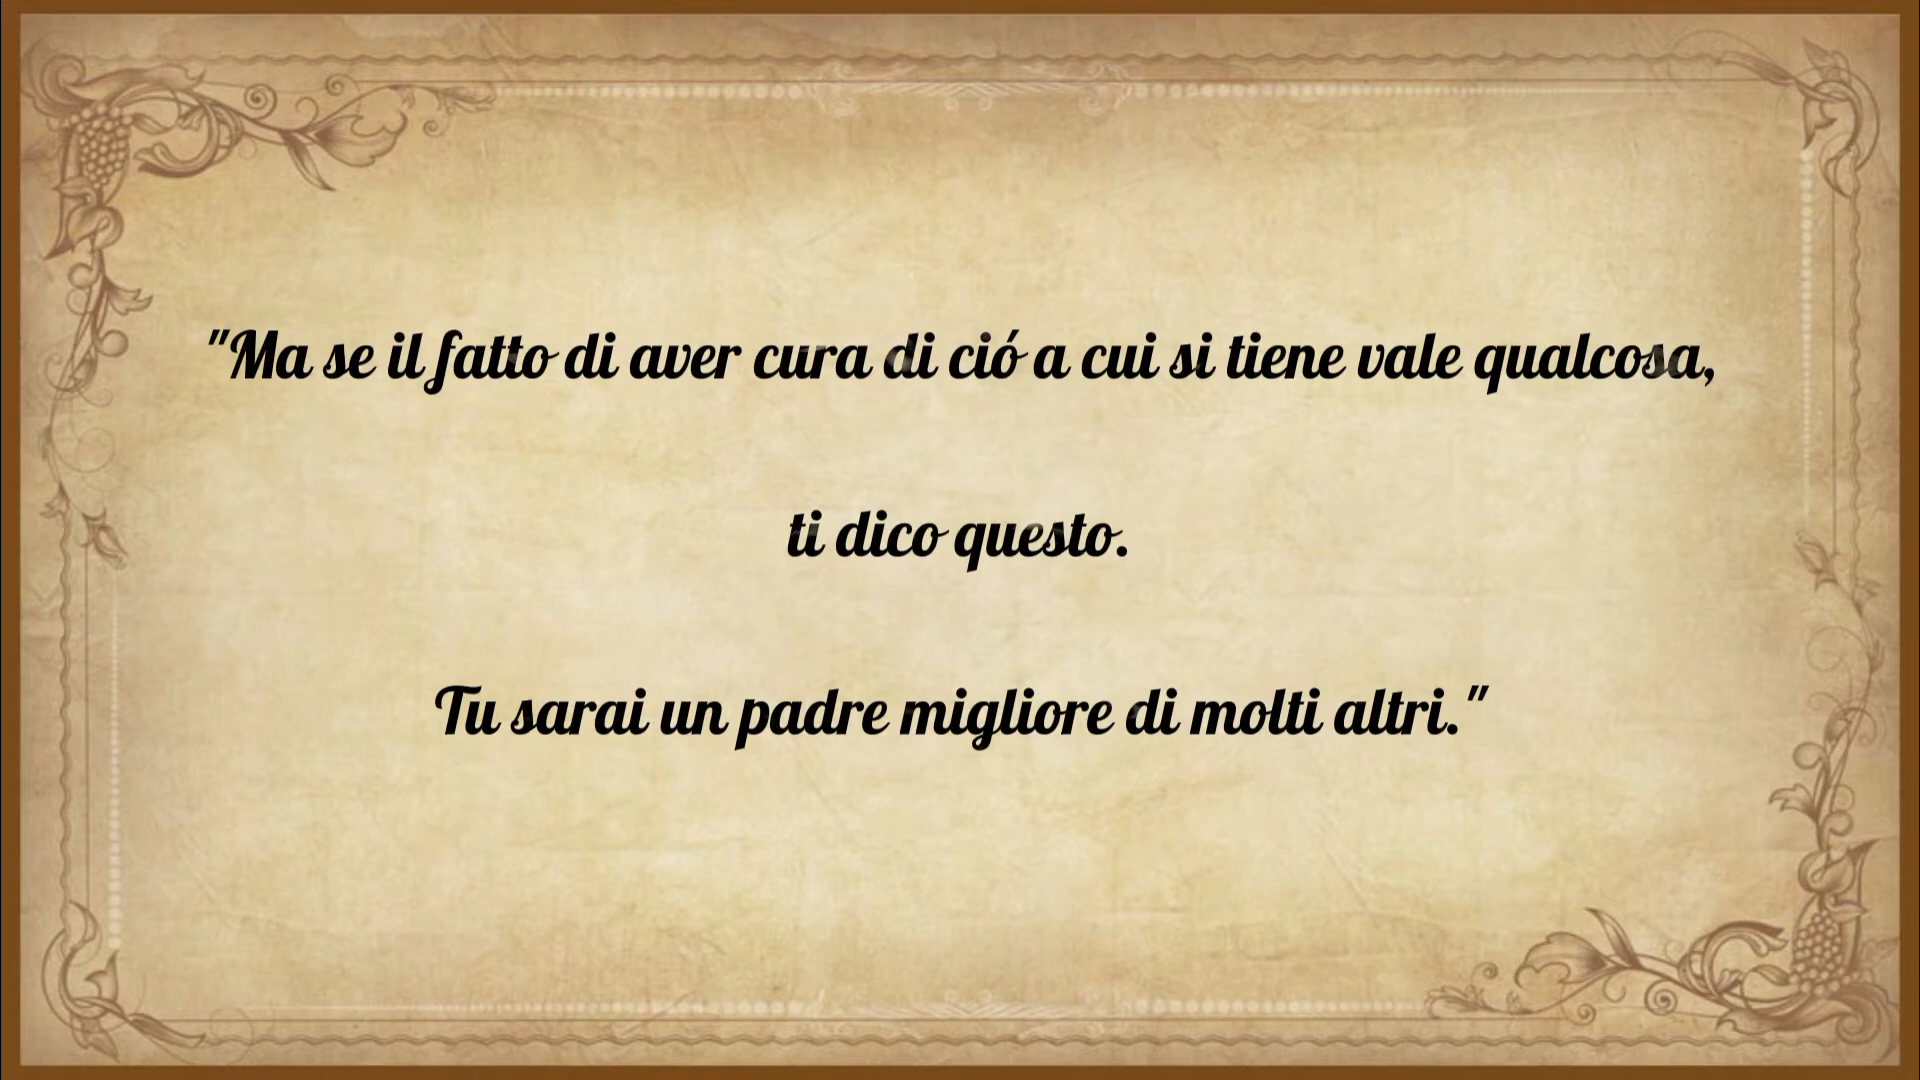 "Ma se il fatto di aver cura di ció a cui si tiene vale qualcosa,
ti dico questo.
Tu sarai un padre migliore di molti altri."